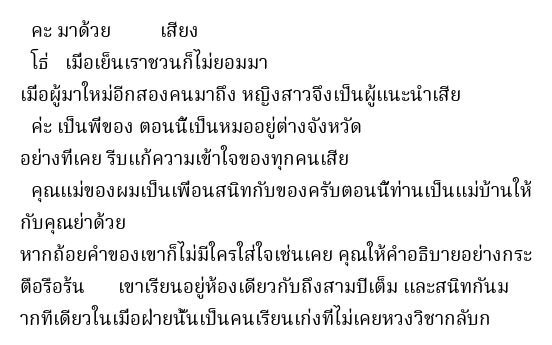 คะ มาด้วย เสียง
โธ่ เมื่อเย็นเราชวนก็ไม่ยอมมา
เมื่อผู้มาใหม่อีกสองคนมาถึง หญิงสาวจึงเป็นผู้แนะนำเสีย
ค่ะ เป็นพี่ของ ตอนนี้เป็นหมออยู่ต่างจังหวัด
อย่างที่เคย รีบแก้ความเข้าใจของทุกคนเสีย
คุณแม่ของผมเป็นเพื่อนสนิทกับของครับตอนนี้ท่านเป็นแม่บ้านให้
กับคุณย่าด้วย
หากถ้อยคำของเขาก็ไม่มีใครใส่ใจเช่นเคย คุณให้คำอธิบายอย่างกระ
ตือรือร้น เขาเรียนอยู่ห้องเดียวกับถึงสามปีเต็ม และสนิทกันม
ากทีเดียวในเมื่อฝ่ายนั้นเป็นคนเรียนเก่งที่ไม่เคยหวงวิชากลับก